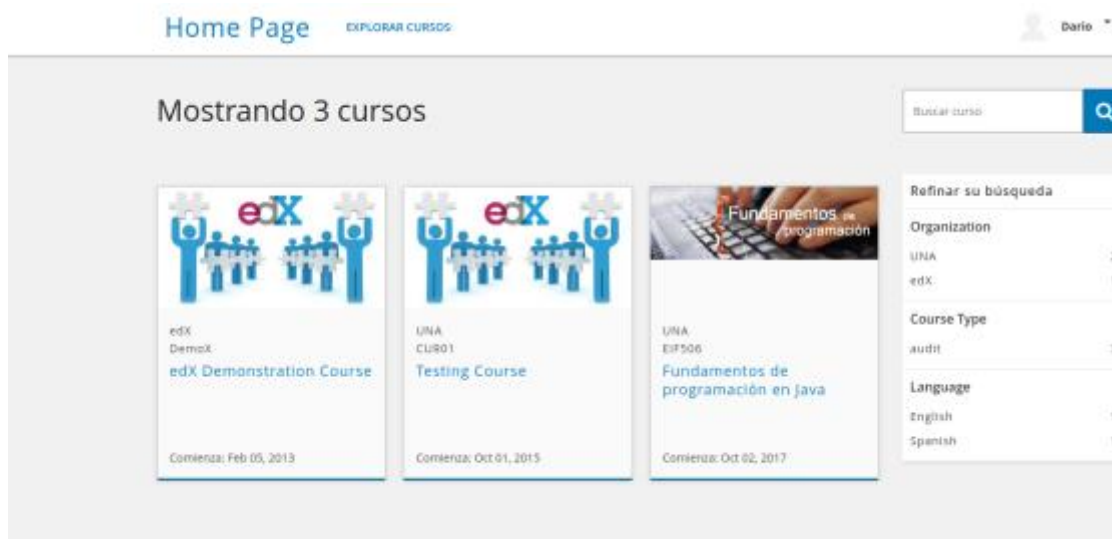 Home Page
EXPLORAR CURSOS
Dario
Mostrando 3 cursos
Buscar curso
edX
edX
Fundamentos de
programación
edX
DemoX
edX Demonstration Course
Comienza: Feb 05, 2013
UNA
CUB01
Testing Course
Comienza: Oct 01, 2015
UNA
EIF506
Fundamentos de
programación en Java
Comienza: Oct 02, 2017
Refinar su búsqueda
Organization
UNA
edX
Course Type
audit
Language
English
Spanish